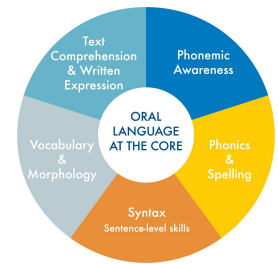 Text
Comprehension
& Written
Expression
Phonemic
Awareness
ORAL
LANGUAGE
AT THE CORE
Vocabulary
&
Morphology
Phonics
&
Spelling
Syntax
Sentence-level skills